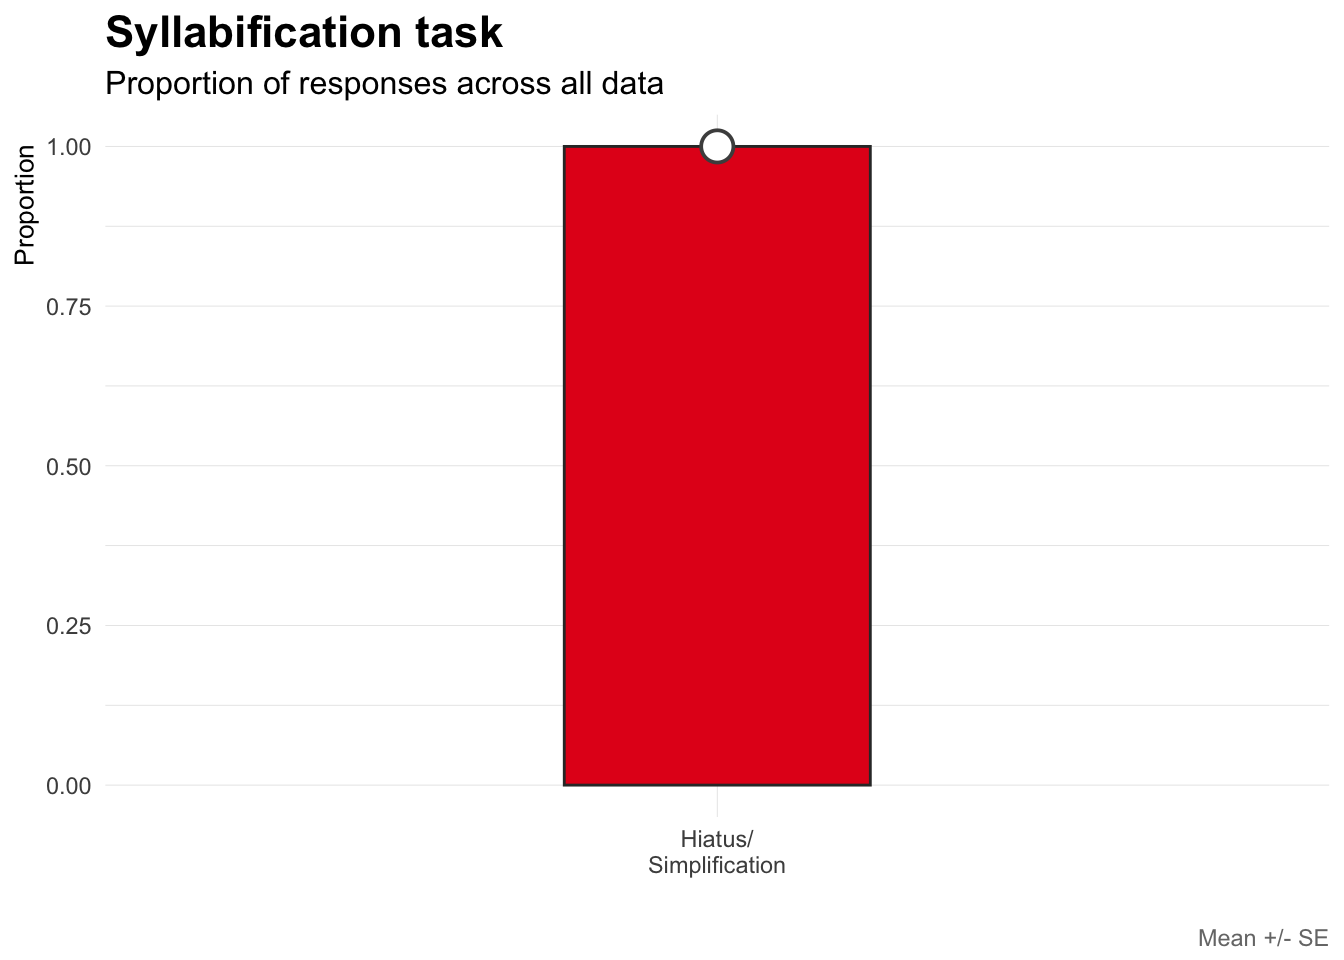 Syllabification task
Proportion of responses across all data
Proportion
1.00
0.75
0.50
0.25
0.00
Hiatus/
Simplification
Mean +/- SE